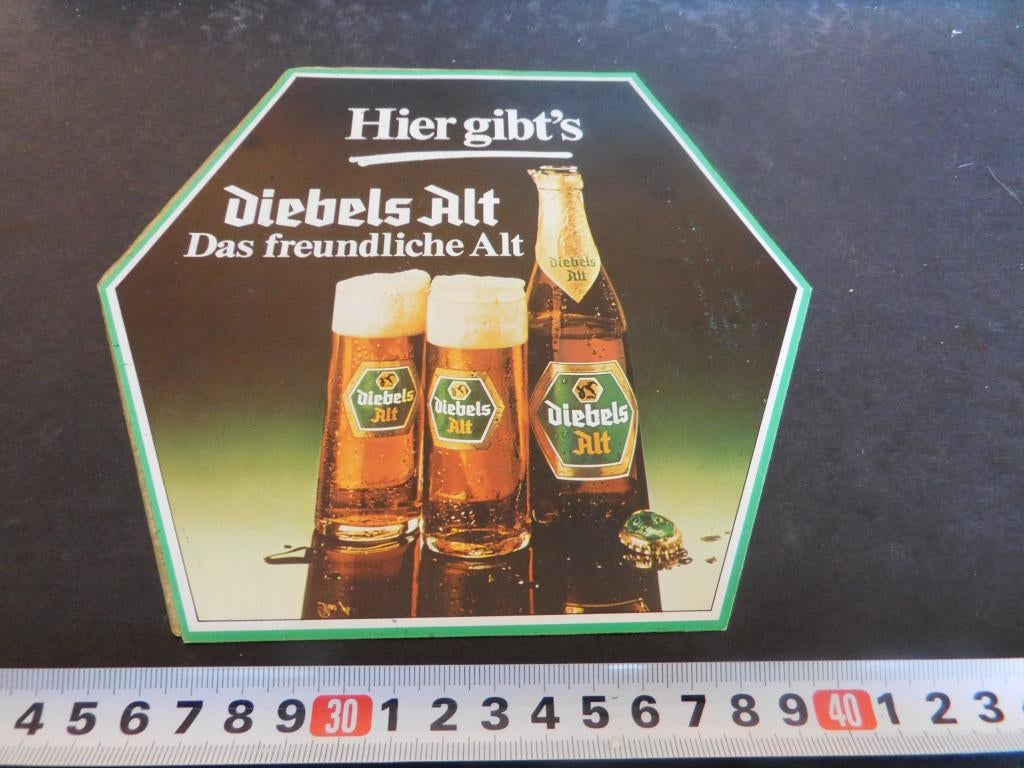 Hier gibt's
diebels Alt
Das freundliche Alt
diebels
Alt
diebels
Alt
diebels
Alt
diebels
Alt
4 5 6 7 8 9 30 1 2 3 4 5 6 7 8 9 40 1 2 3